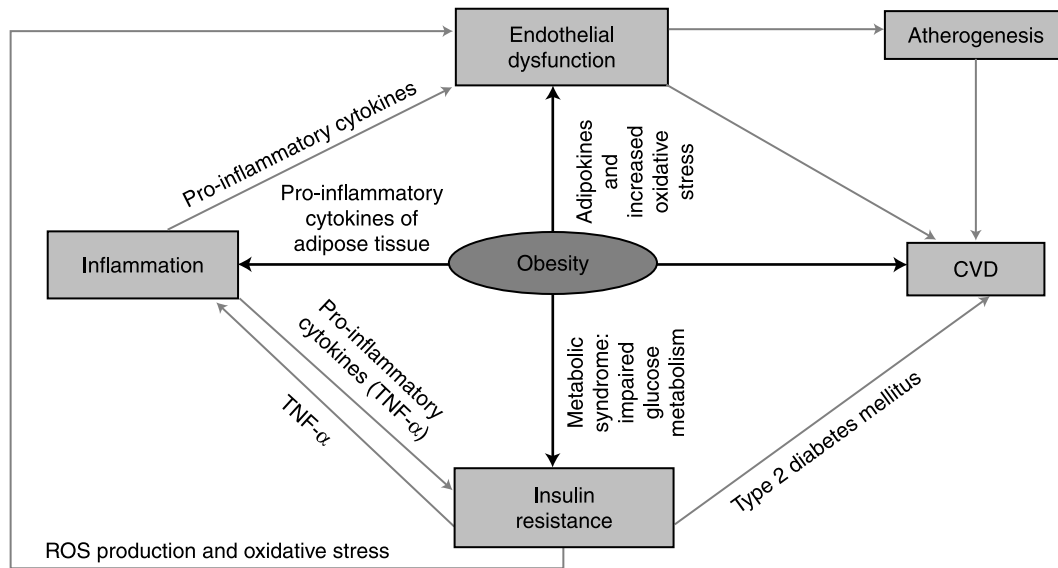 Endothelial
dysfunction
Atherogenesis
Pro-inflammatory cytokines
Adipokines
and
increased
oxidative
stress
Pro-inflammatory
cytokines of
adipose tissue
Inflammation
Obesity
CVD
Pro-inflammatory
cytokines (TNF-α)
TNF-α
Metabolic
syndrome:
impaired
glucose
metabolism
Type 2 diabetes mellitus
Insulin
resistance
ROS production and oxidative stress